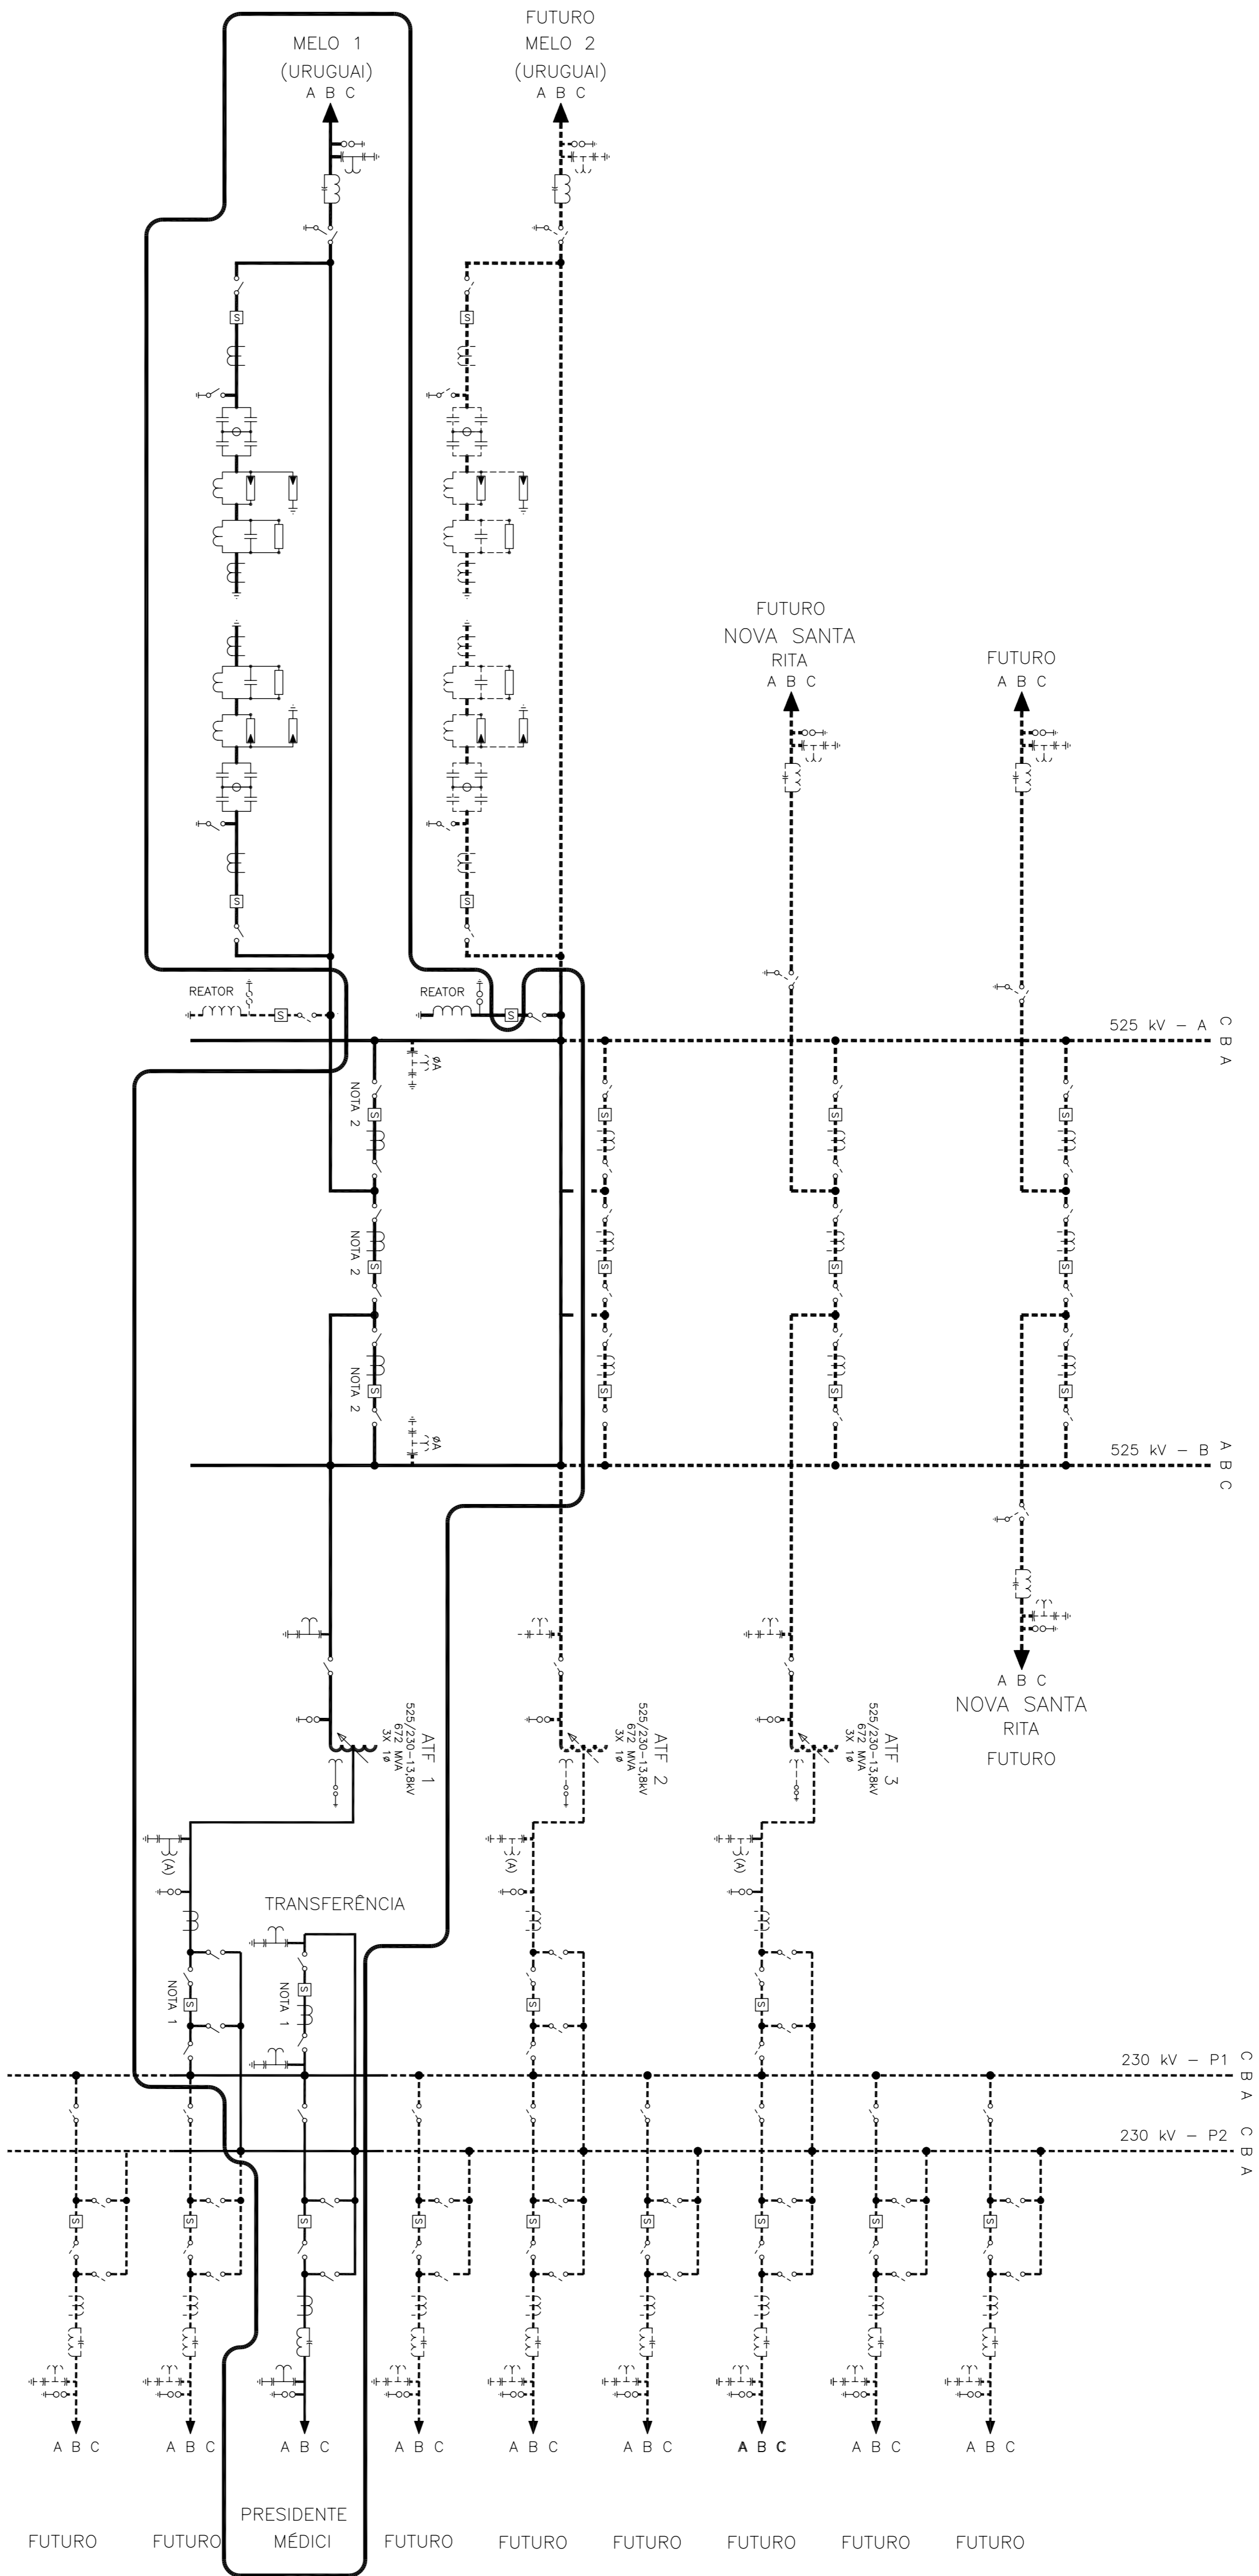 FUTURO
MELO 1
MELO 2
(URUGUAI)
(URUGUAI)
A B C
A B C
S
S
FUTURO
NOVA SANTA
RITA
A B C
FUTURO
A B C
S
S
REATOR
S
REATOR
S
525 kV - A
C B A
ØA
NOTA 2
S
S
S
S
NOTA 2
S
S
S
S
NOTA 2
S
S
S
S
ØA
525 kV - B
A B C
A B C
NOVA SANTA
RITA
FUTURO
ATF 1
525/230-13,8kV
672 MVA
3X 1ø
ATF 2
525/230-13,8kV
672 MVA
3X 1ø
ATF 3
525/230-13,8kV
672 MVA
3X 1ø
(A)
(A)
(A)
TRANSFERÊNCIA
NOTA 1
S
S
NOTA 1
S
S
230 kV - P1
C B A
230 kV - P2
C B A
S
S
S
S
S
S
S
S
S
A B C
A B C
A B C
A B C
A B C
A B C
A B C
A B C
A B C
PRESIDENTE
MÉDICI
FUTURO
FUTURO
FUTURO
FUTURO
FUTURO
FUTURO
FUTURO
FUTURO